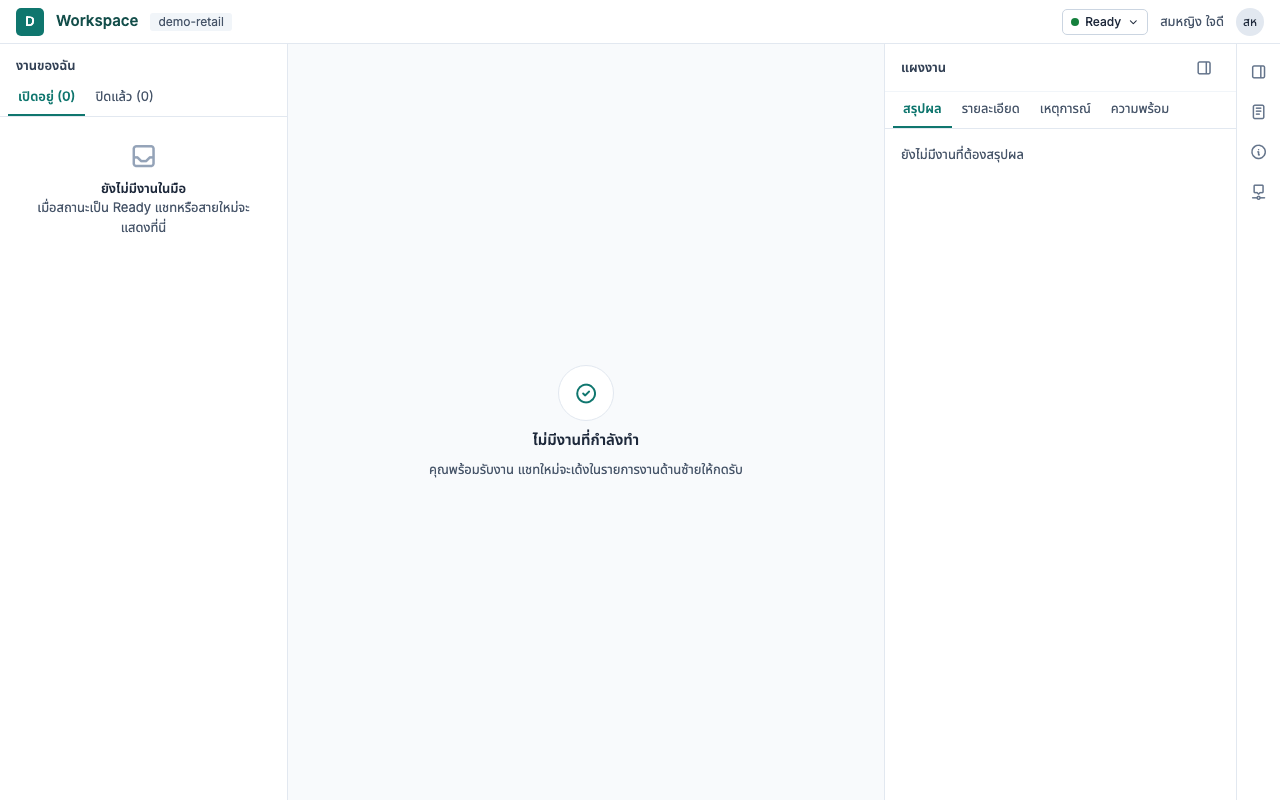 D Workspace demo-retail
Ready สมหญิง ใจดี สห
งานของฉัน
เปิดอยู่ (0) ปิดแล้ว (0)
ยังไม่มีงานในมือ
เมื่อสถานะเป็น Ready แชทหรือสายใหม่จะ
แสดงที่นี่
ไม่มีงานที่กำลังทำ
คุณพร้อมรับงาน แชทใหม่จะเด้งในรายการงานด้านซ้ายให้กดรับ
แผงงาน
สรุปผล รายละเอียด เหตุการณ์ ความพร้อม
ยังไม่มีงานที่ต้องสรุปผล